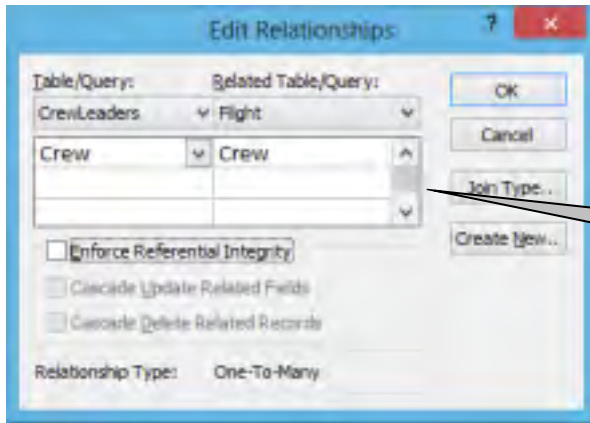 Edit Relationships ?
Table/Query: Related Table/Query:
CrewLeaders Flight
Crew Crew
OK
Cancel
Join Type..
Create New..
Enforce Referential Integrity
Cascade Update Related Fields
Cascade Delete Related Records
Relationship Type: One-To-Many